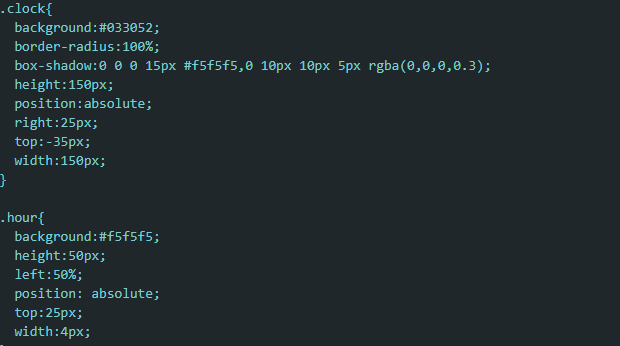 .clock{
  background:#033052;
  border-radius:100%;
  box-shadow:0 0 0 15px #f5f5f5,0 10px 10px 5px rgba(0,0,0,0.3);
  height:150px;
  position:absolute;
  right:25px;
  top:-35px;
  width:150px;
}

.hour{
  background:#f5f5f5;
  height:50px;
  left:50%;
  position: absolute;
  top:25px;
  width:4px;